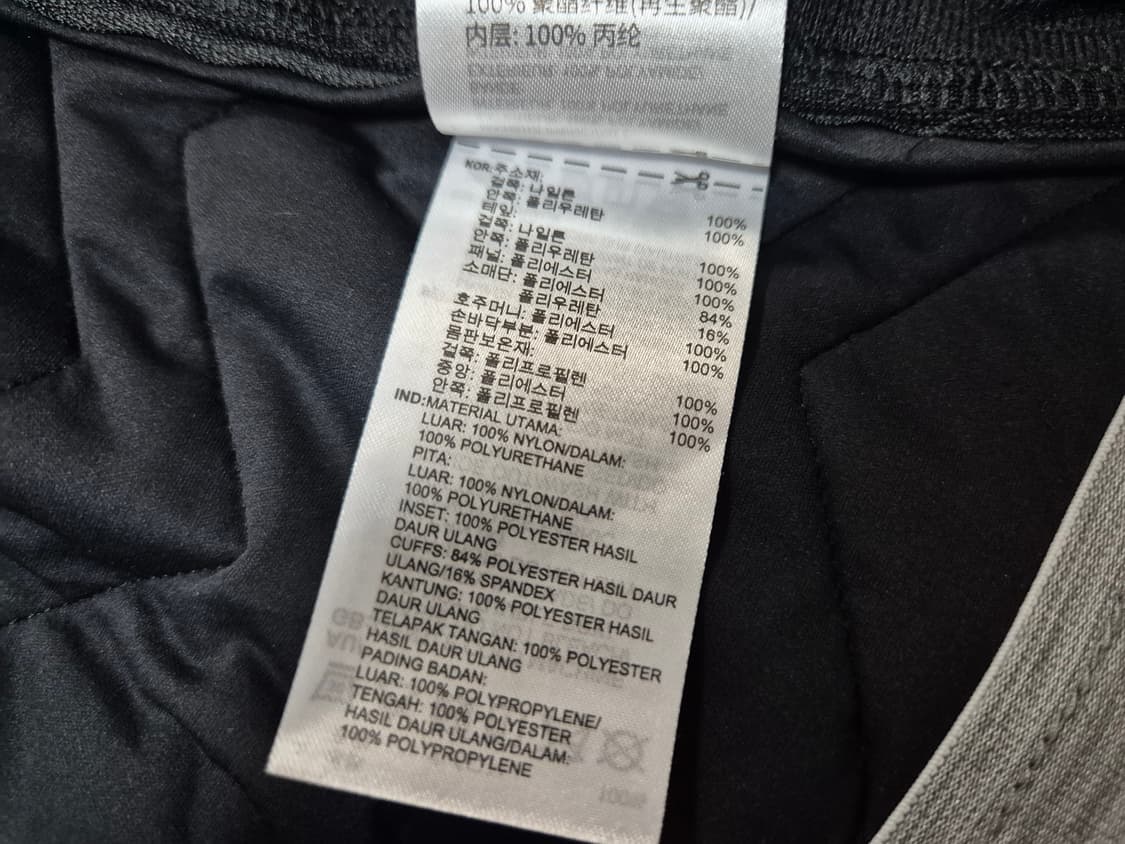 100% 聚酯纤维(再生聚酯)/
内层: 100% 丙纶
KOR: 주소재:
겉쪽: 나일론 100%
안쪽: 폴리우레탄 100%
테잎:
겉쪽: 나일론 100%
안쪽: 폴리우레탄 100%
패널: 폴리에스터 100%
소매단: 폴리에스터 84%
폴리우레탄 16%
호주머니: 폴리에스터 100%
손바닥부분: 폴리에스터 100%
몸판보온재:
겉쪽: 폴리프로필렌 100%
중앙: 폴리에스터 100%
안쪽: 폴리프로필렌 100%
IND:MATERIAL UTAMA:
LUAR: 100% NYLON/DALAM:
100% POLYURETHANE
PITA:
LUAR: 100% NYLON/DALAM:
100% POLYURETHANE
INSET: 100% POLYESTER HASIL
DAUR ULANG
CUFFS: 84% POLYESTER HASIL DAUR
ULANG/16% SPANDEX
KANTUNG: 100% POLYESTER HASIL
DAUR ULANG
TELAPAK TANGAN: 100% POLYESTER
HASIL DAUR ULANG
PADING BADAN:
LUAR: 100% POLYPROPYLENE/
TENGAH: 100% POLYESTER
HASIL DAUR ULANG/DALAM:
100% POLYPROPYLENE